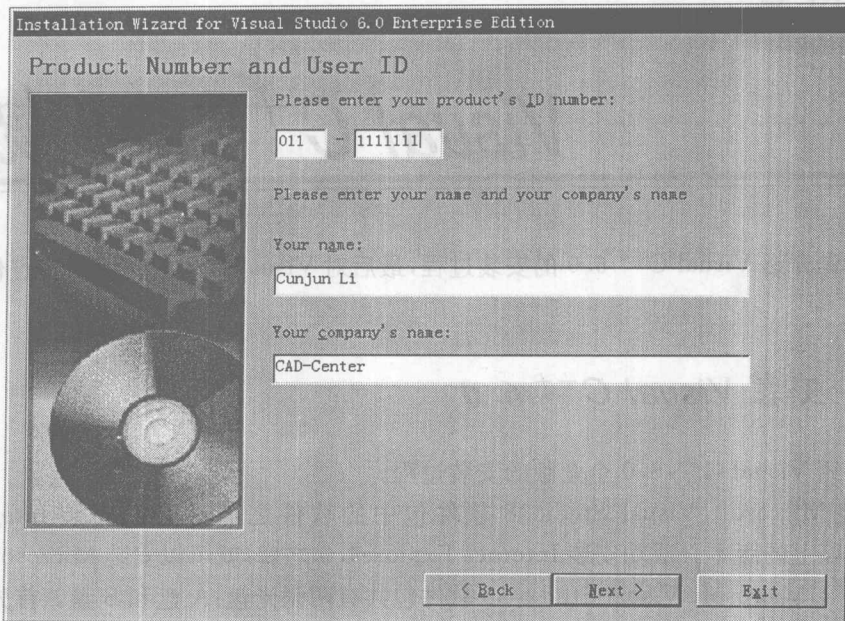 Installation Wizard for Visual Studio 6.0 Enterprise Edition
Product Number and User ID
Please enter your product's ID number:
011 - 1111111
Please enter your name and your company's name
Your name:
Cunjun Li
Your company's name:
CAD-Center
< Back
Next >
Exit